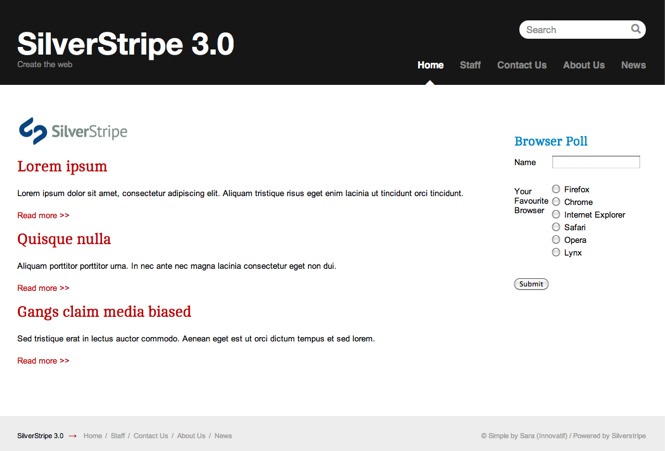 SilverStripe 3.0
Create the web
Search
Home Staff Contact Us About Us News
SilverStripe
Lorem ipsum
Lorem ipsum dolor sit amet, consectetur adipiscing elit. Aliquam tristique risus eget enim lacinia ut tincidunt orci tincidunt.
Read more >>
Quisque nulla
Aliquam porttitor porttitor urna. In nec ante nec magna lacinia consectetur eget non dui.
Read more >>
Gangs claim media biased
Sed tristique erat in lectus auctor commodo. Aenean eget est ut orci dictum tempus et sed lorem.
Read more >>
Browser Poll
Name
Your
Favourite
Browser
Firefox
Chrome
Internet Explorer
Safari
Opera
Lynx
Submit
SilverStripe 3.0 → Home / Staff / Contact Us / About Us / News
© Simple by Sara (Innovatif) / Powered by Silverstripe